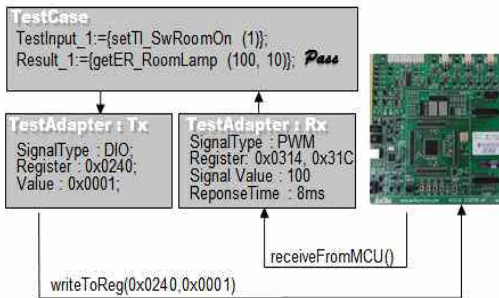 TestCase
TestInput_1:={setTI_SwRoomOn (1)};
Result_1:={getER_RoomLamp (100, 10)}; Pass
TestAdapter : Tx
SignalType : DIO;
Register : 0x0240;
Value : 0x0001;
TestAdapter : Rx
SignalType : PWM
Register: 0x0314, 0x31C
Signal Value : 100
ReponseTime : 8ms
receiveFromMCU()
writeToReg(0x0240,0x0001)